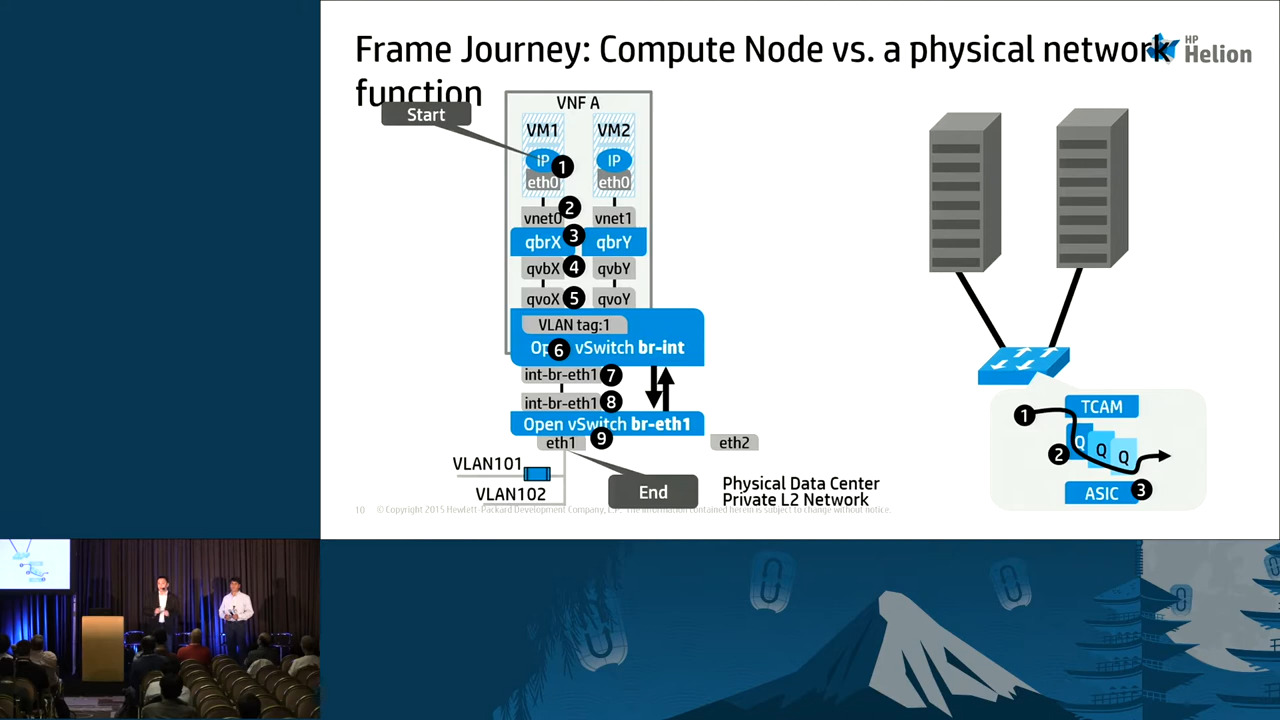 Frame Journey: Compute Node vs. a physical network
function
HP
Helion
Start
VNF A
VM1
VM2
IP
1
IP
eth0
eth0
2
vnet0
vnet1
qbrX
3
qbrY
qvbX
4
qvbY
qvoX
5
qvoY
VLAN tag:1
6
vSwitch br-int
int-br-eth1
7
int-br-eth1
8
Open vSwitch br-eth1
eth1
9
eth2
VLAN101
VLAN102
End
Physical Data Center
Private L2 Network
1
TCAM
2
Q
Q
Q
ASIC
3
10 © Copyright 2015 Hewlett-Packard Development Company, L.P. The information contained herein is subject to change without notice.